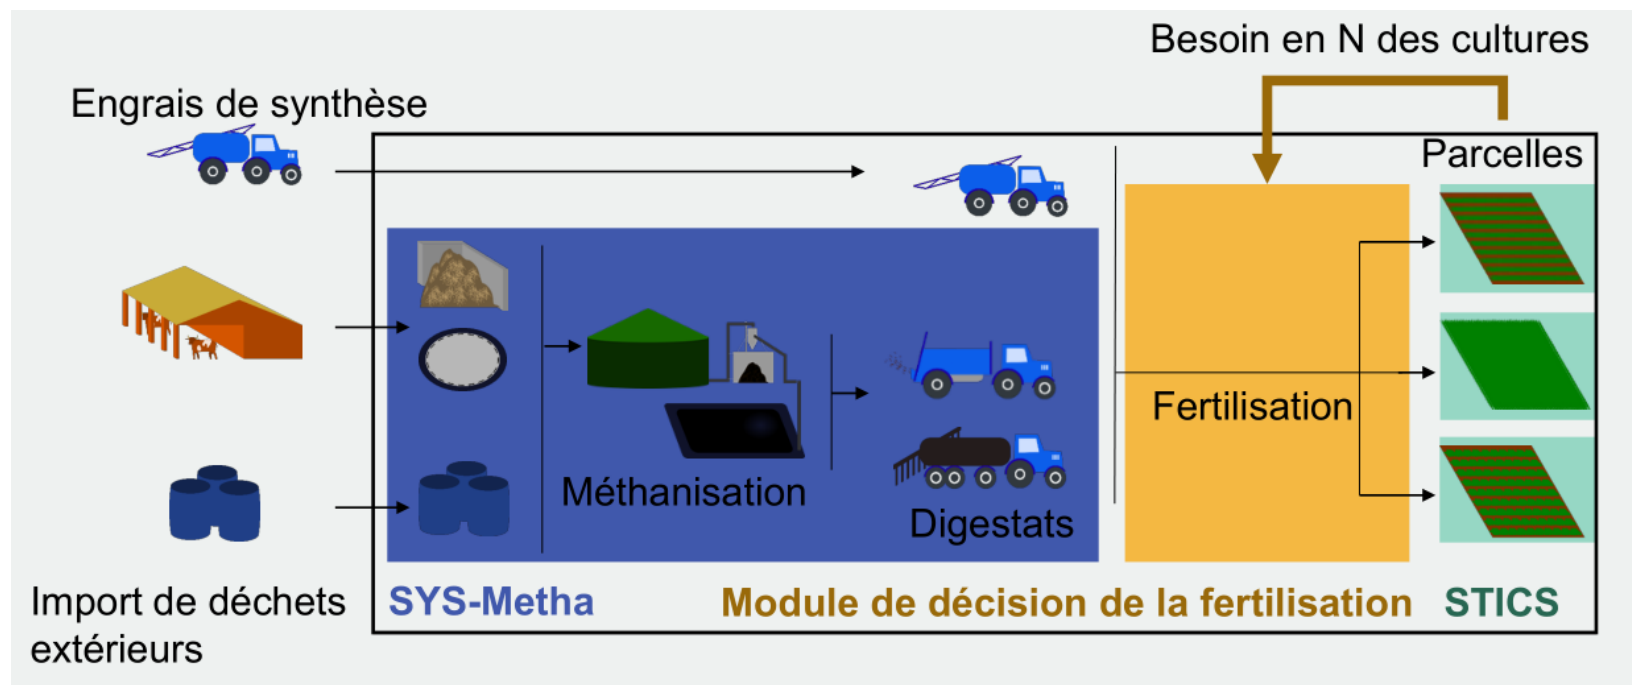 Besoin en N des cultures
Engrais de synthèse
Parcelles
Fertilisation
Méthanisation
Digestats
Import de déchets
extérieurs
SYS-Metha
Module de décision de la fertilisation
STICS